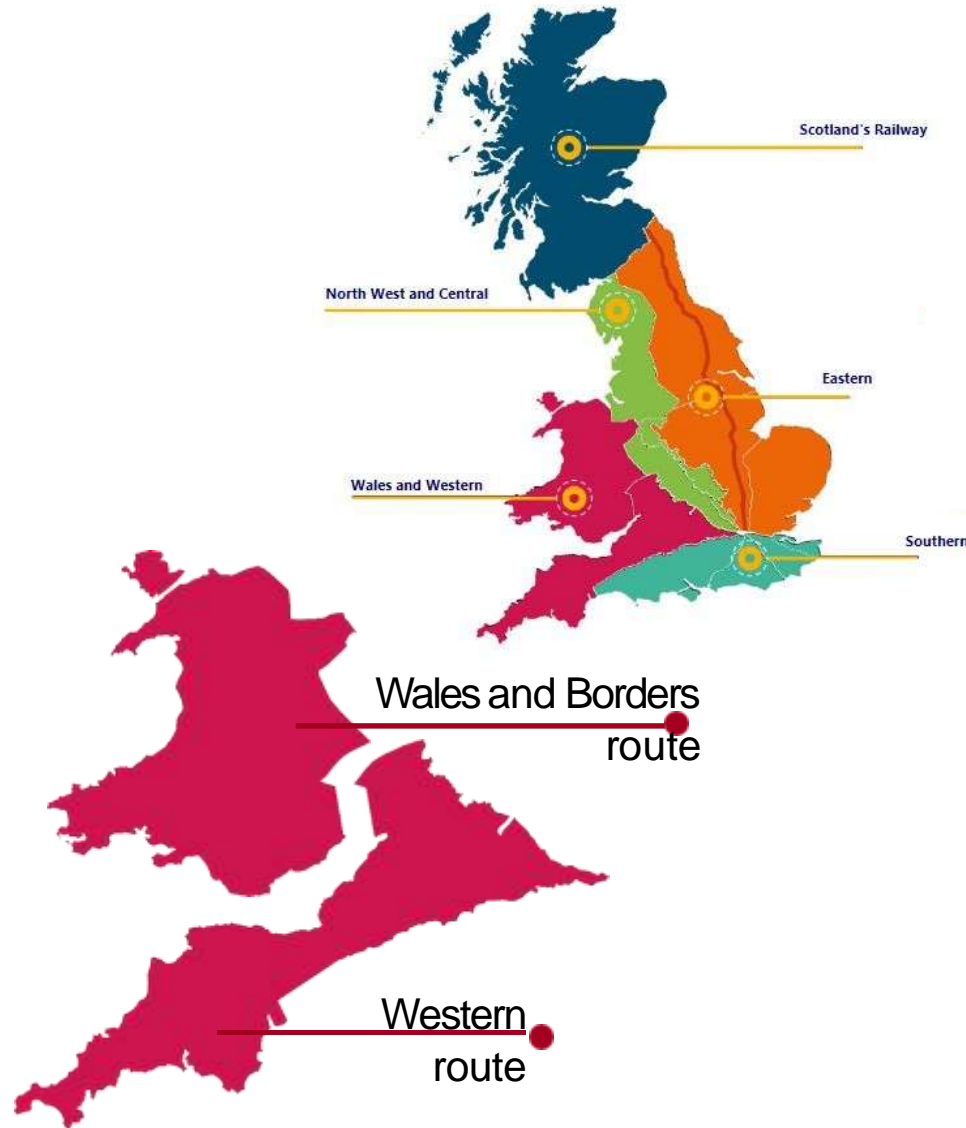 Scotland's Railway
North West and Central
Eastern
Wales and Western
Southern
Wales and Borders
route
Western
route